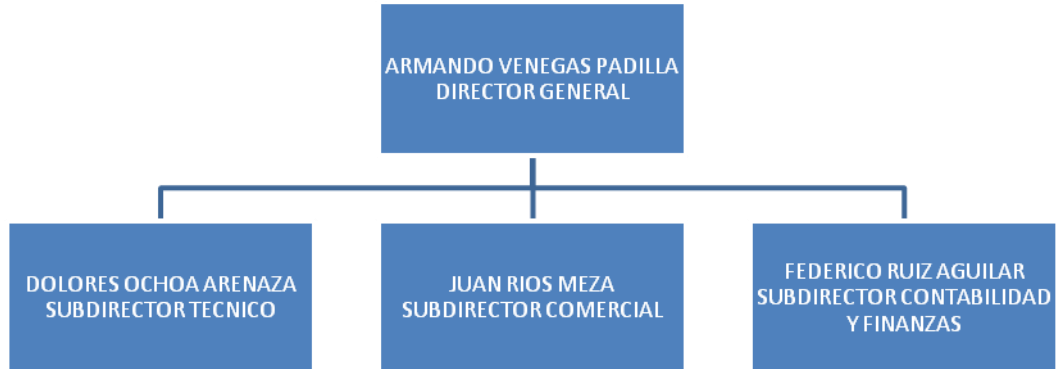 ARMANDO VENEGAS PADILLA
DIRECTOR GENERAL
DOLORES OCHOA ARENAZA
SUBDIRECTOR TECNICO
JUAN RIOS MEZA
SUBDIRECTOR COMERCIAL
FEDERICO RUIZ AGUILAR
SUBDIRECTOR CONTABILIDAD
Y FINANZAS